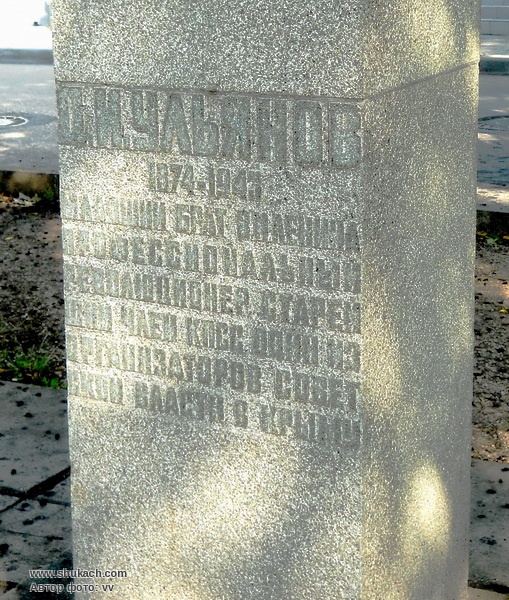 Д.И.УЛЬЯНОВ
1874-1943
МЛАДШИЙ БРАТ В.И.ЛЕНИНА
ПРОФЕССИОНАЛЬНЫЙ
РЕВОЛЮЦИОНЕР, СТАРЕЙ
ШИЙ ЧЛЕН КПСС, ОДИН ИЗ
ОРГАНИЗАТОРОВ СОВЕТ
СКОЙ ВЛАСТИ В КРЫМУ
www.shukach.com
Автор фото: vv